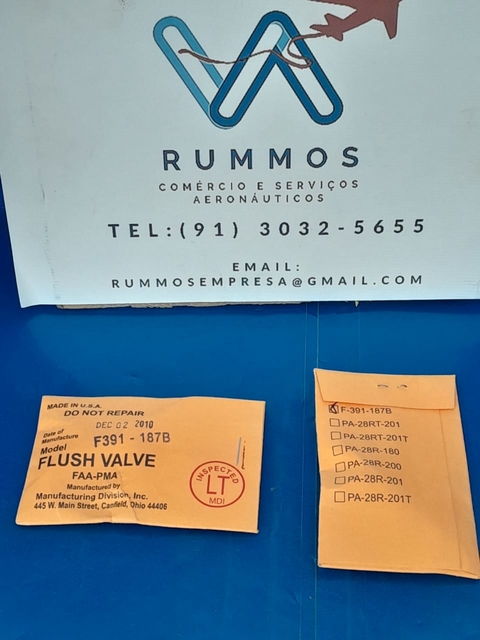 RUMMOS
COMÉRCIO E SERVIÇOS
AERONÁUTICOS
TEL:(91) 3032-5655
EMAIL:
RUMMOSEMPRESA@GMAIL.COM
MADE IN U.S.A.
DO NOT REPAIR
Date of
Manufacture
DEC 02 2010
Model
F391 - 187B
FLUSH VALVE
FAA-PMA
Manufactured by
Manufacturing Division, Inc.
445 W. Main Street, Canfield, Ohio 44406
INSPECTED
LT
MDI
F-391-187B
PA-28RT-201
PA-28RT-201T
PA-28R-180
PA-28R-200
PA-28R-201
PA-28R-201T